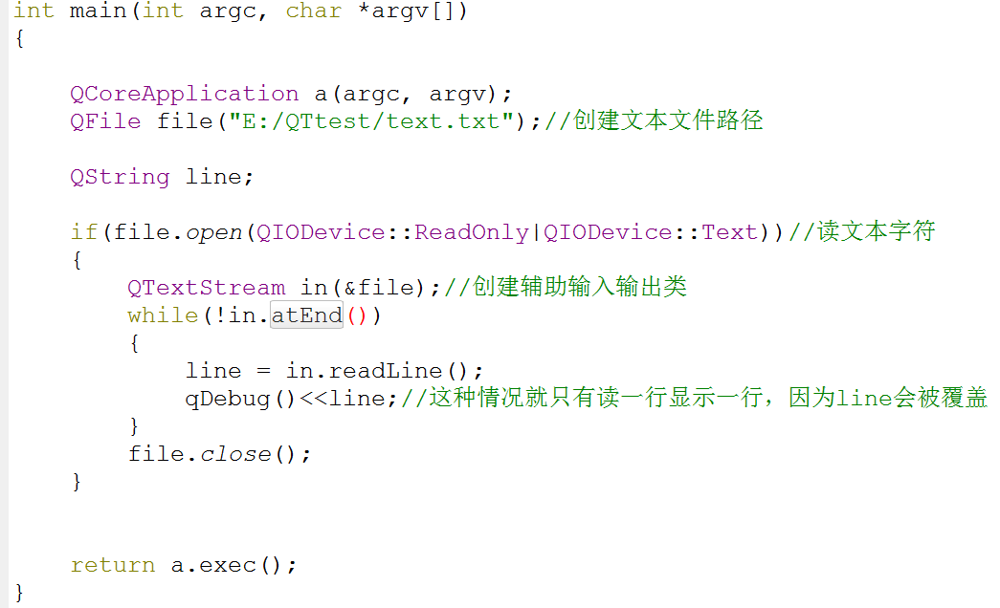 int main(int argc, char *argv[])
{
QCoreApplication a(argc, argv);
QFile file("E:/QTtest/text.txt");//创建文本文件路径
QString line;
if(file.open(QIODevice::ReadOnly|QIODevice::Text))//读文本字符
{
QTextStream in(&file);//创建辅助输入输出类
while(!in.atEnd())
{
line = in.readLine();
qDebug()<<line;//这种情况就只有读一行显示一行，因为line会被覆盖
}
file.close();
}
return a.exec();
}